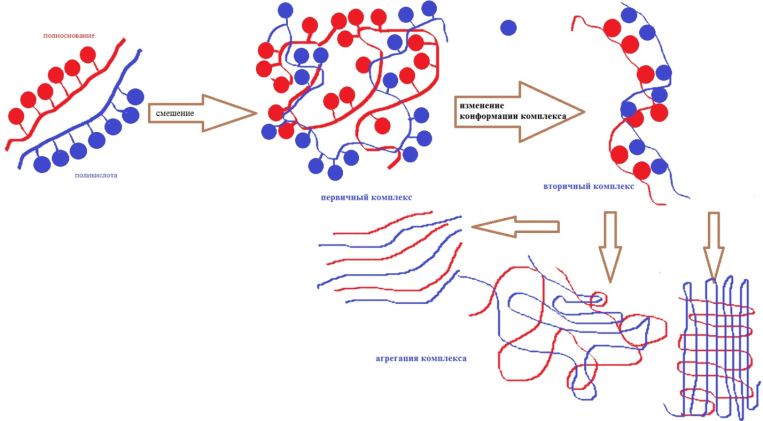 полиоснование
смешение
поликислота
первичный комплекс
изменение
конформации комплекса
вторичный комплекс
агрегация комплекса